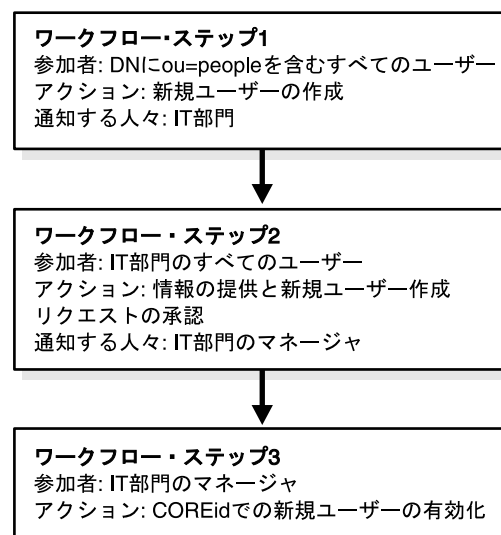 ワークフロー・ステップ1
参加者: DNにou=peopleを含むすべてのユーザー
アクション: 新規ユーザーの作成
通知する人々: IT部門
ワークフロー・ステップ2
参加者: IT部門のすべてのユーザー
アクション: 情報の提供と新規ユーザー作成
リクエストの承認
通知する人々: IT部門のマネージャ
ワークフロー・ステップ3
参加者: IT部門のマネージャ
アクション: COREidでの新規ユーザーの有効化